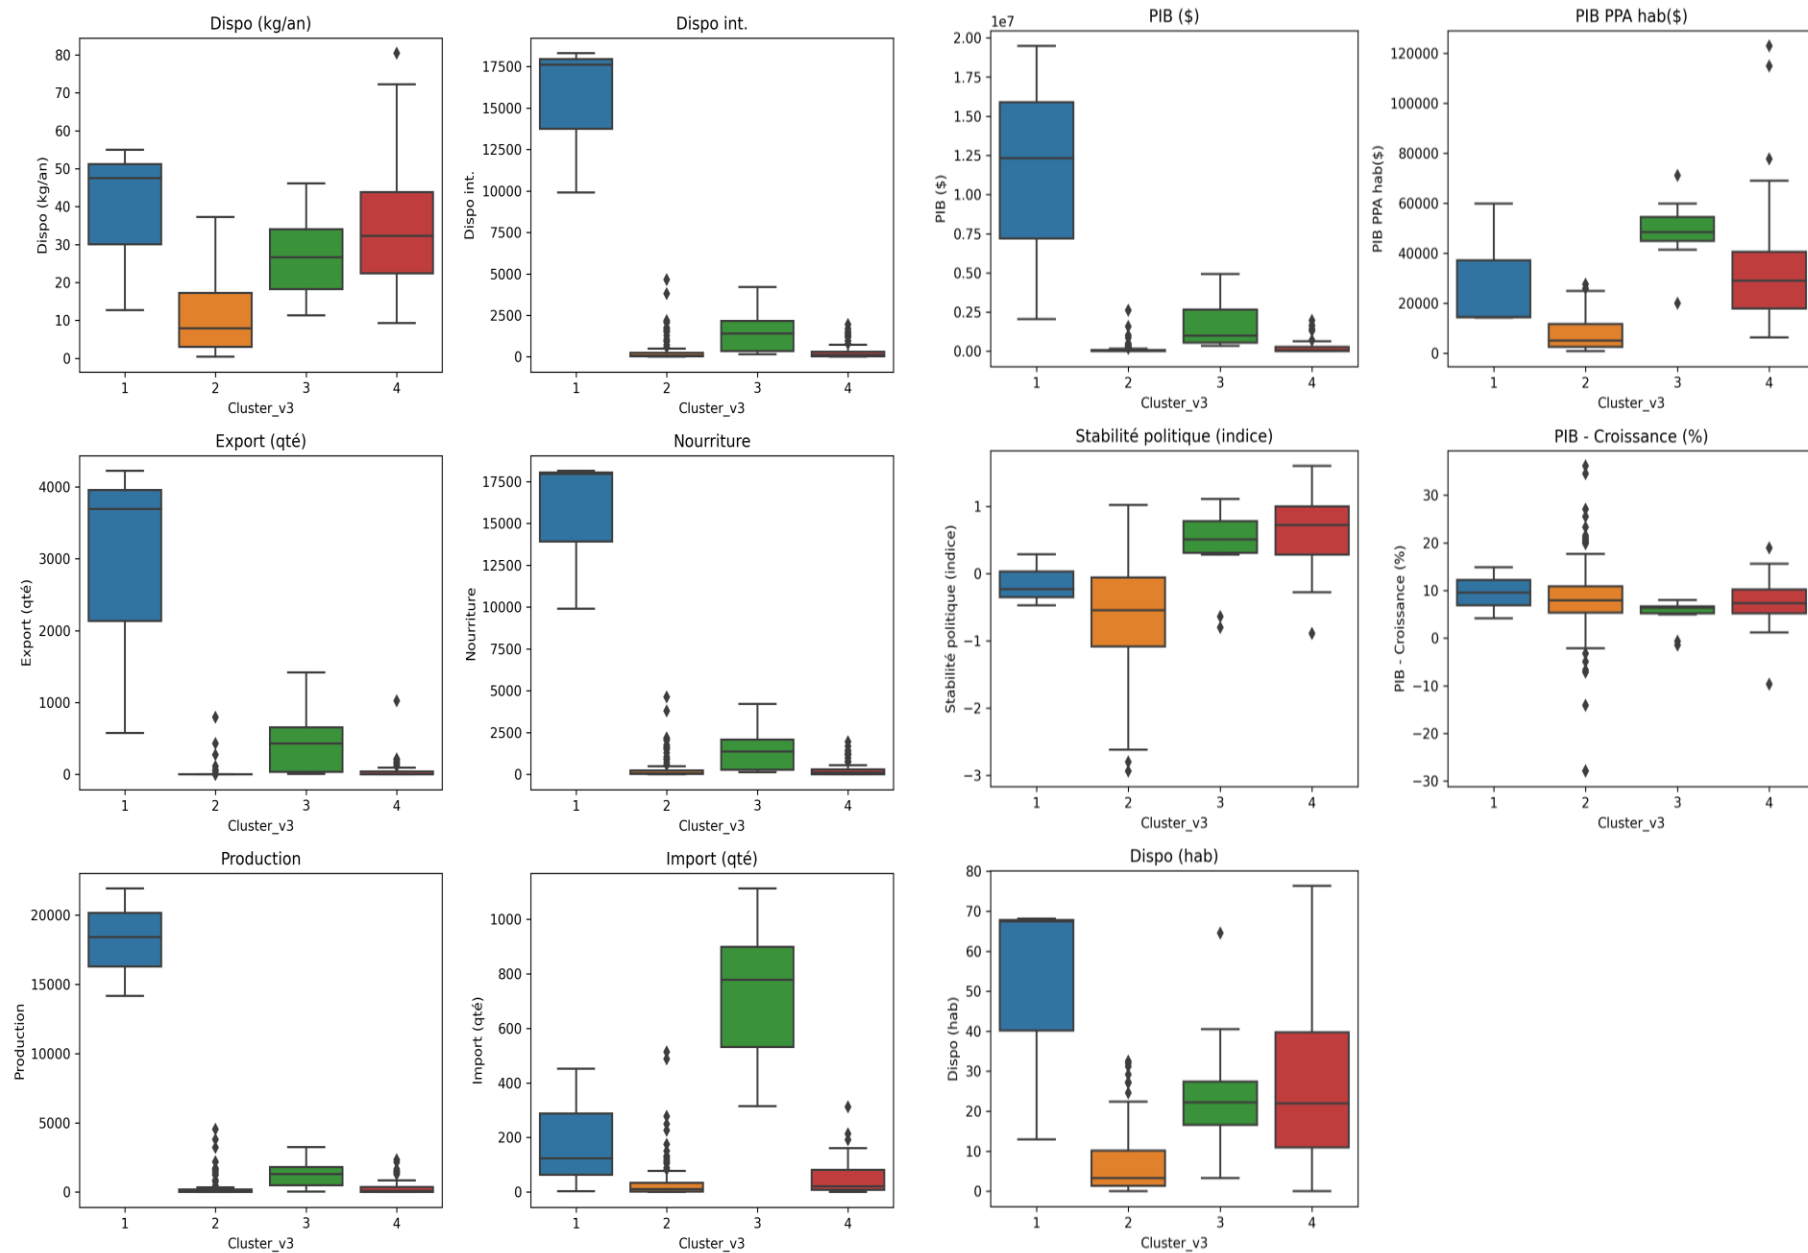 Dispo (kg/an)
Dispo (kg/an)
80
70
60
50
40
30
20
10
0
1 2 3 4
Cluster_v3
Dispo int.
Dispo int.
17500
15000
12500
10000
7500
5000
2500
0
1 2 3 4
Cluster_v3
PIB ($)
1e7
PIB ($)
2.00
1.75
1.50
1.25
1.00
0.75
0.50
0.25
0.00
1 2 3 4
Cluster_v3
PIB PPA hab($)
PIB PPA hab($)
120000
100000
80000
60000
40000
20000
0
1 2 3 4
Cluster_v3
Export (qté)
Export (qté)
4000
3000
2000
1000
0
1 2 3 4
Cluster_v3
Nourriture
Nourriture
17500
15000
12500
10000
7500
5000
2500
0
1 2 3 4
Cluster_v3
Stabilité politique (indice)
Stabilité politique (indice)
1
0
−1
−2
−3
1 2 3 4
Cluster_v3
PIB - Croissance (%)
PIB - Croissance (%)
30
20
10
0
−10
−20
−30
1 2 3 4
Cluster_v3
Production
Production
20000
15000
10000
5000
0
1 2 3 4
Cluster_v3
Import (qté)
Import (qté)
1000
800
600
400
200
0
1 2 3 4
Cluster_v3
Dispo (hab)
Dispo (hab)
80
70
60
50
40
30
20
10
0
1 2 3 4
Cluster_v3